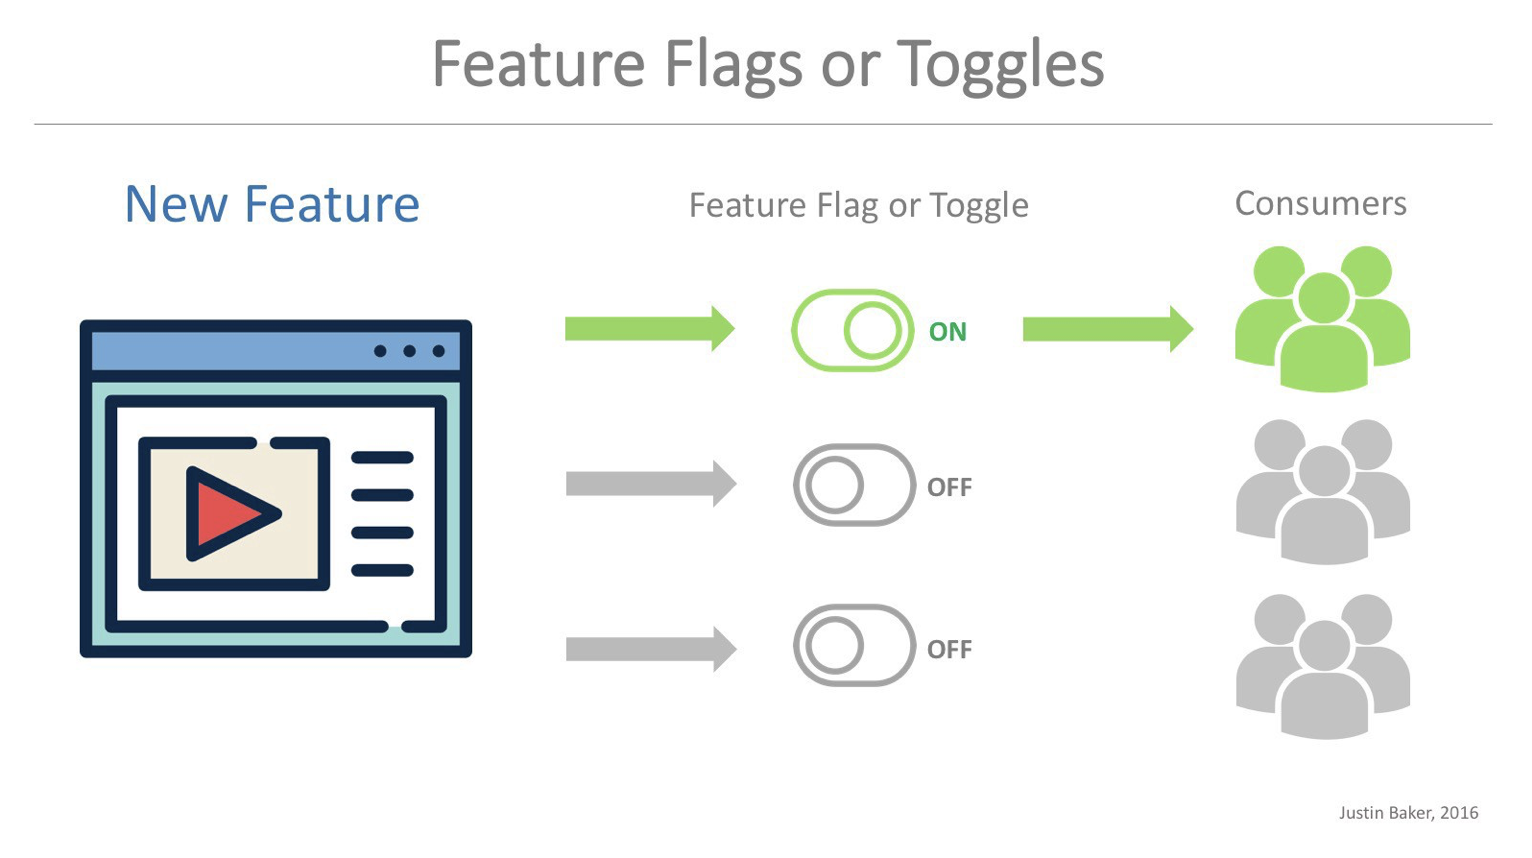 Feature Flags or Toggles
New Feature
Feature Flag or Toggle
Consumers
ON
OFF
OFF
Justin Baker, 2016